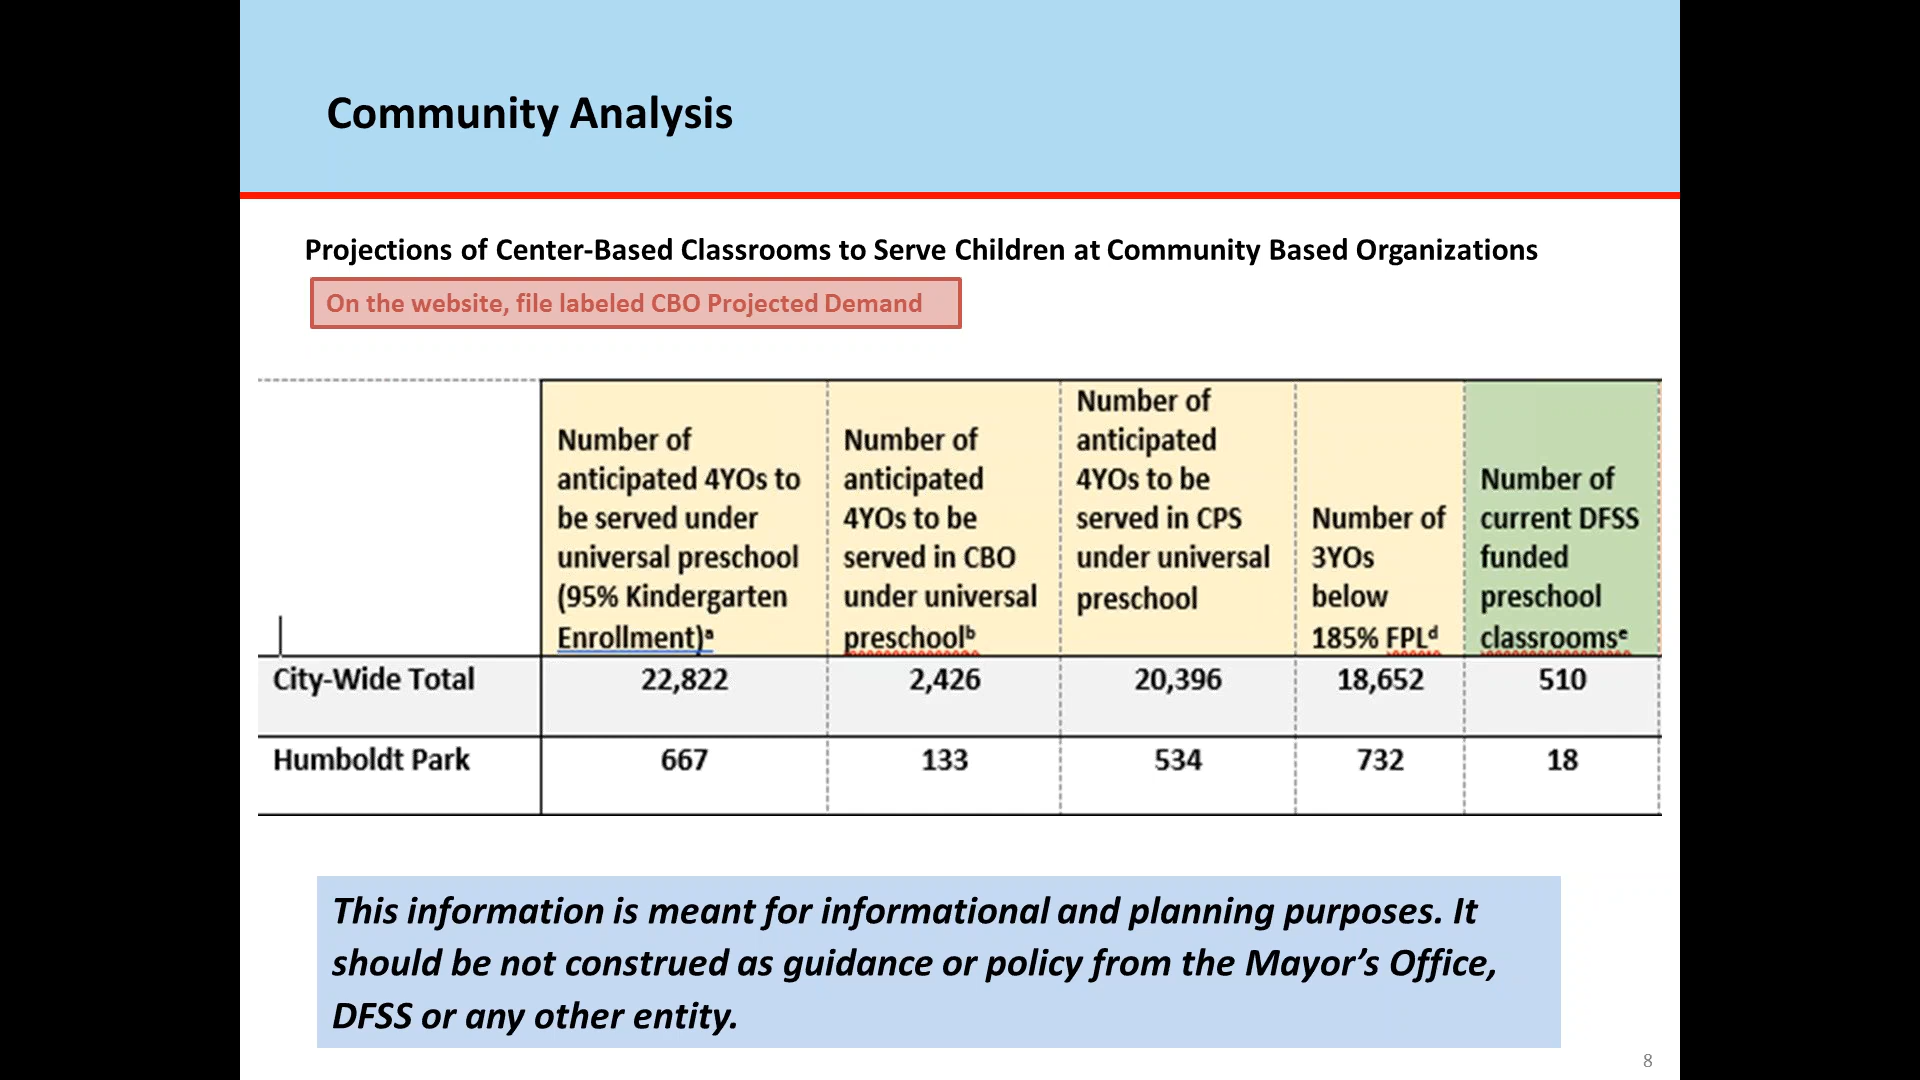 Community Analysis
Projections of Center-Based Classrooms to Serve Children at Community Based Organizations
On the website, file labeled CBO Projected Demand
Number of
anticipated 4YOs to
be served under
universal preschool
(95% Kindergarten
Enrollment)ᵃ
Number of
anticipated
4YOs to be
served in CBO
under universal
preschoolᵇ
Number of
anticipated
4YOs to be
served in CPS
under universal
preschool
Number of
3YOs
below
185% FPLᵈ
Number of
current DFSS
funded
preschool
classroomsᵉ
City-Wide Total 22,822 2,426 20,396 18,652 510
Humboldt Park 667 133 534 732 18
This information is meant for informational and planning purposes. It
should be not construed as guidance or policy from the Mayor’s Office,
DFSS or any other entity.
8